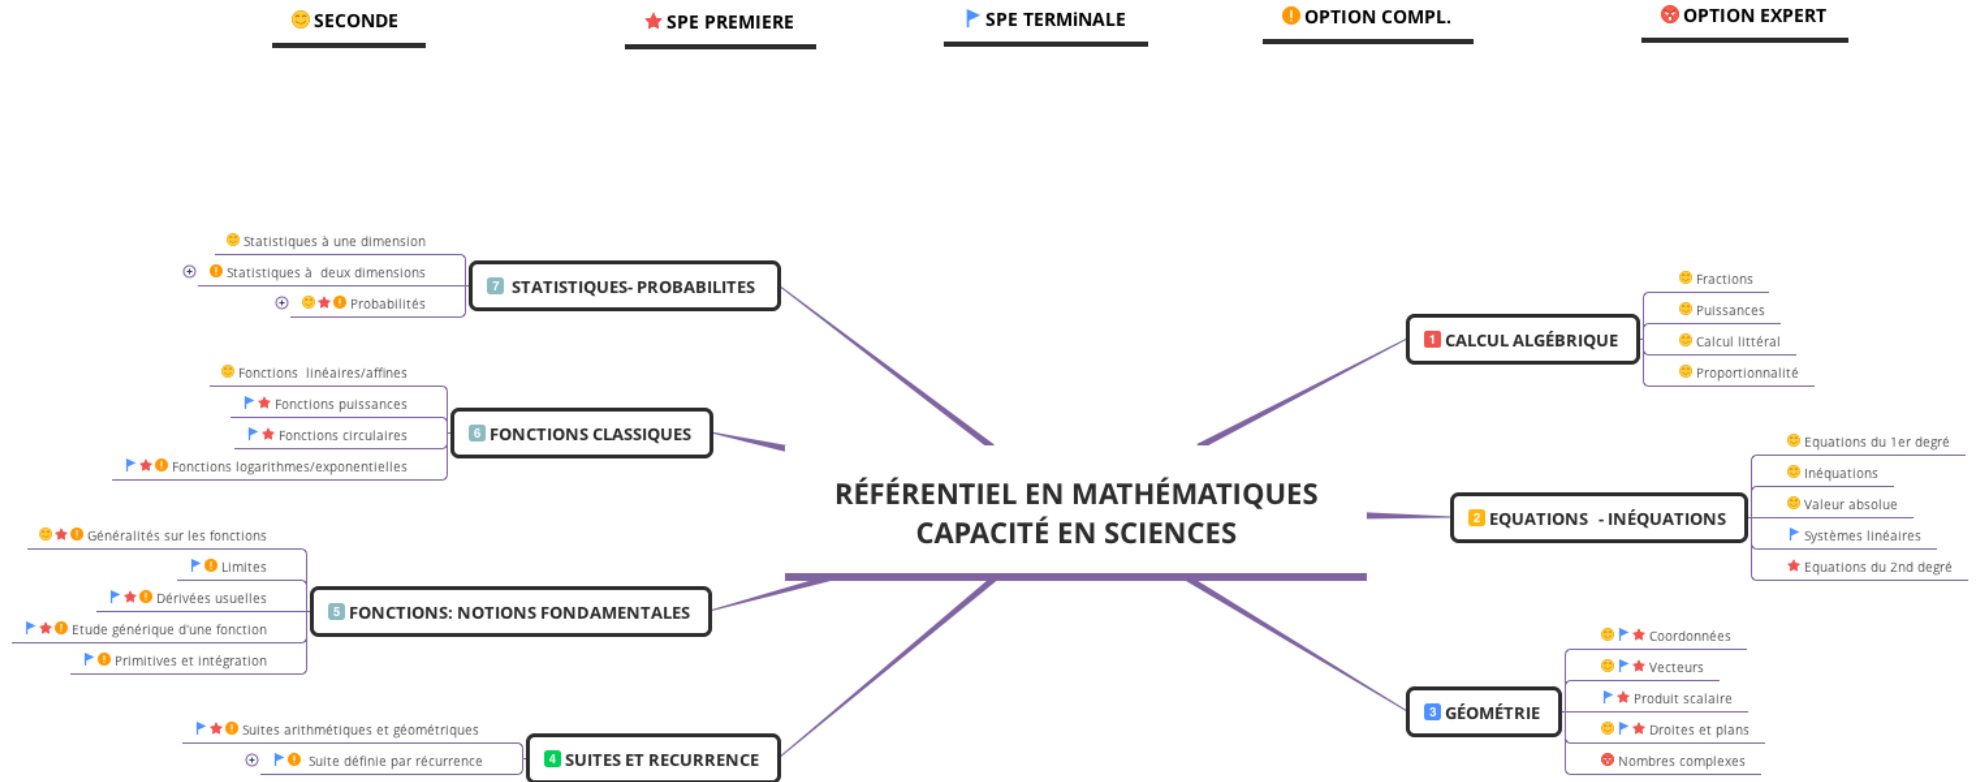 SECONDE
SPE PREMIERE
SPE TERMiNALE
OPTION COMPL.
OPTION EXPERT
RÉFÉRENTIEL EN MATHÉMATIQUES
CAPACITÉ EN SCIENCES
1 CALCUL ALGÉBRIQUE
Fractions
Puissances
Calcul littéral
Proportionnalité
2 EQUATIONS - INÉQUATIONS
Equations du 1er degré
Inéquations
Valeur absolue
Systèmes linéaires
Equations du 2nd degré
3 GÉOMÉTRIE
Coordonnées
Vecteurs
Produit scalaire
Droites et plans
Nombres complexes
4 SUITES ET RECURRENCE
Suites arithmétiques et géométriques
Suite définie par récurrence
5 FONCTIONS: NOTIONS FONDAMENTALES
Généralités sur les fonctions
Limites
Dérivées usuelles
Etude générique d'une fonction
Primitives et intégration
6 FONCTIONS CLASSIQUES
Fonctions linéaires/affines
Fonctions puissances
Fonctions circulaires
Fonctions logarithmes/exponentielles
7 STATISTIQUES- PROBABILITES
Statistiques à une dimension
Statistiques à deux dimensions
Probabilités